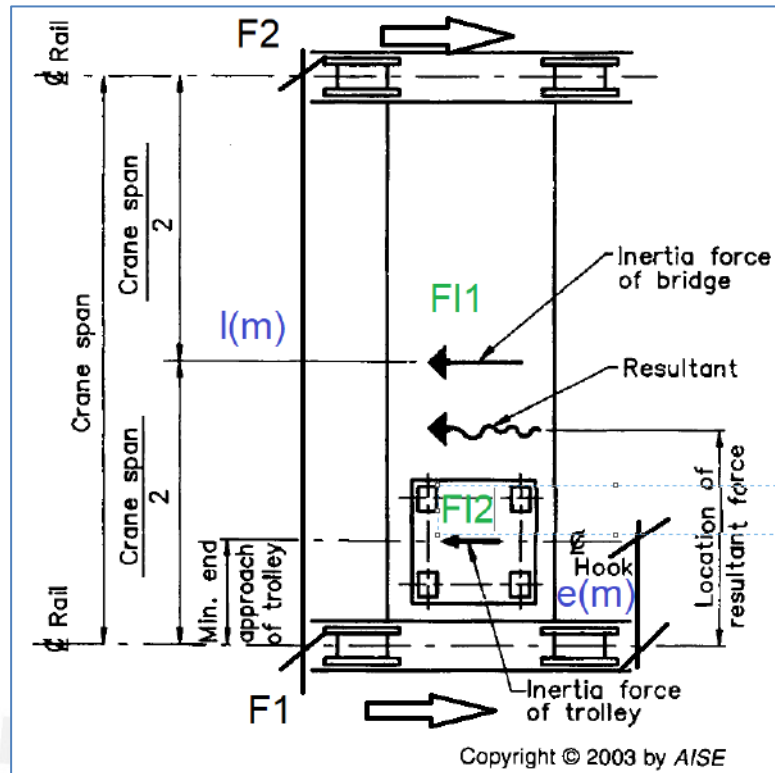 F2
℄ Rail
Crane span
Crane span
2
Inertia force
of bridge
FI1
l(m)
Resultant
Crane span
2
FI2
Location of
resultant force
Min. end
approach
of trolley
℄ Hook
e(m)
℄ Rail
Inertia force
of trolley
F1
Copyright © 2003 by AISE